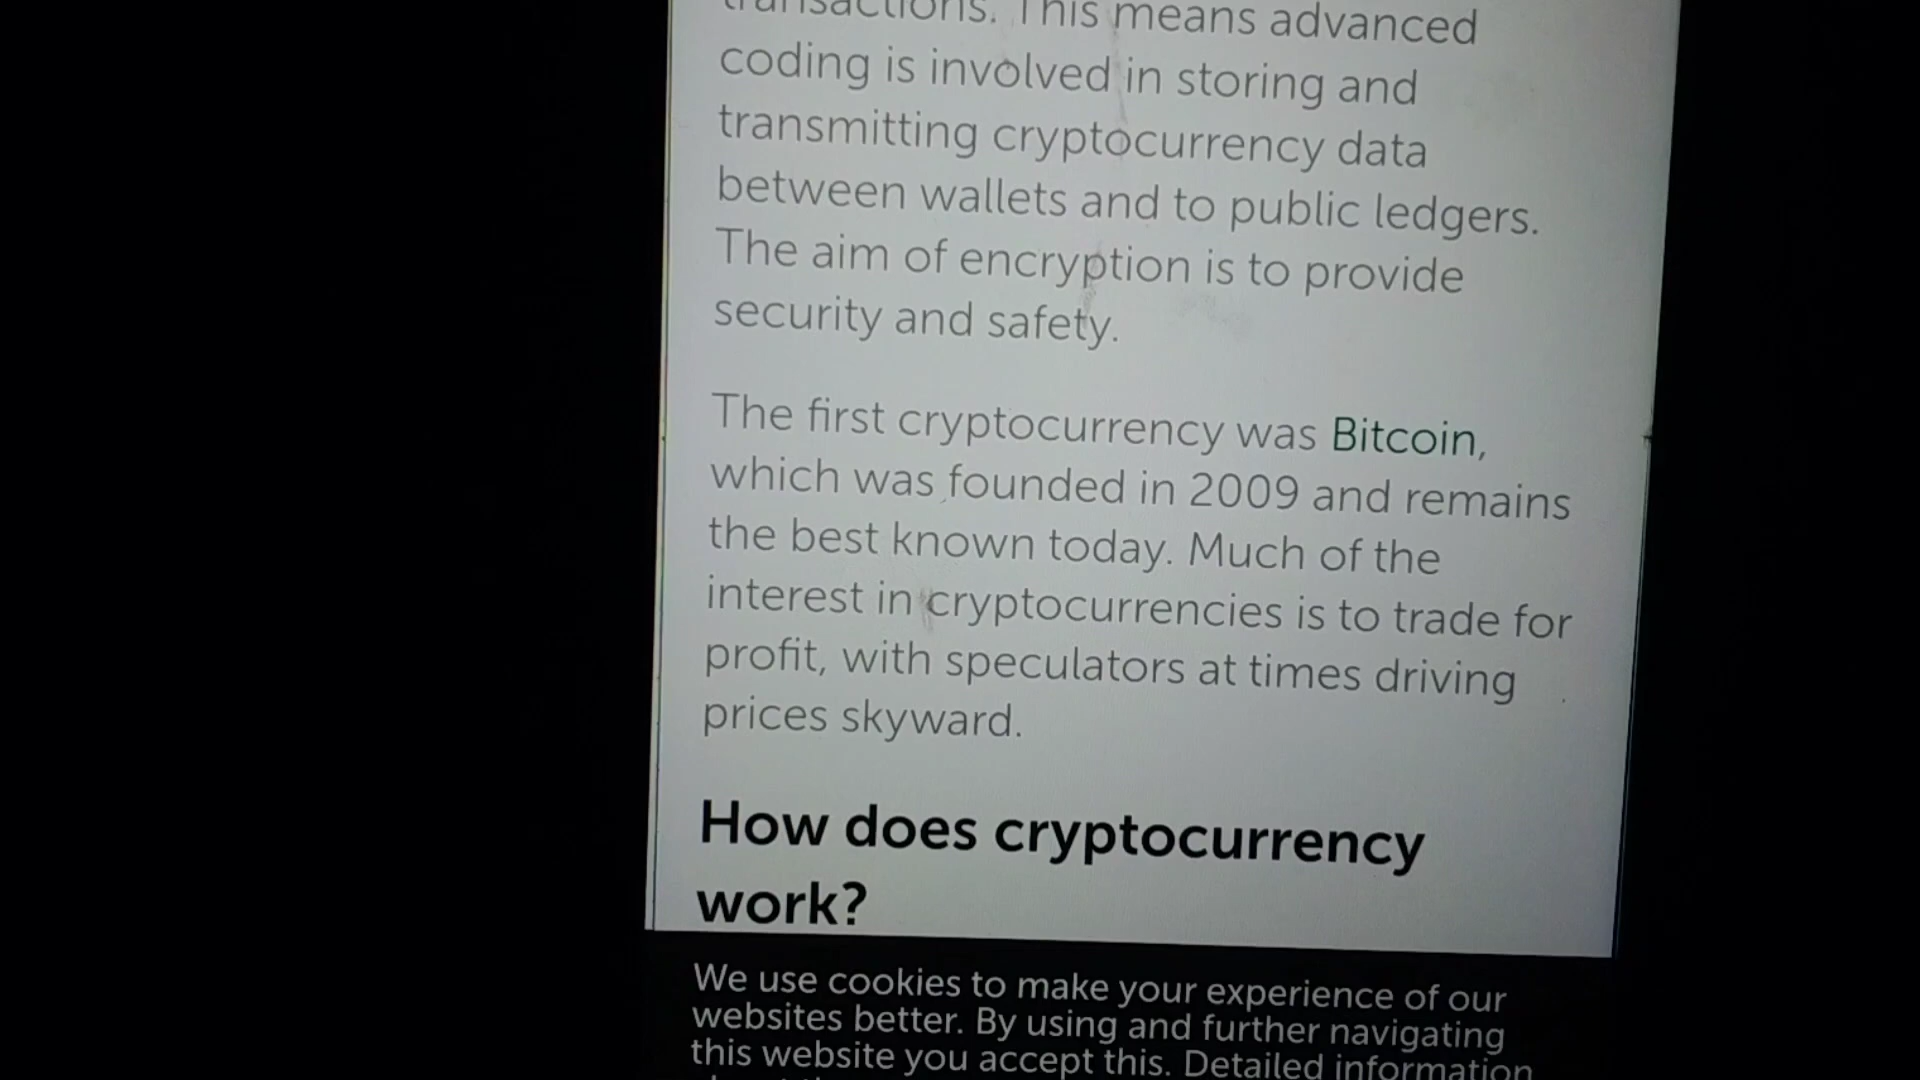 transactions. This means advanced
coding is involved in storing and
transmitting cryptocurrency data
between wallets and to public ledgers.
The aim of encryption is to provide
security and safety.
The first cryptocurrency was Bitcoin,
which was founded in 2009 and remains
the best known today. Much of the
interest in cryptocurrencies is to trade for
profit, with speculators at times driving
prices skyward.
How does cryptocurrency
work?
We use cookies to make your experience of our
websites better. By using and further navigating
this website you accept this. Detailed information